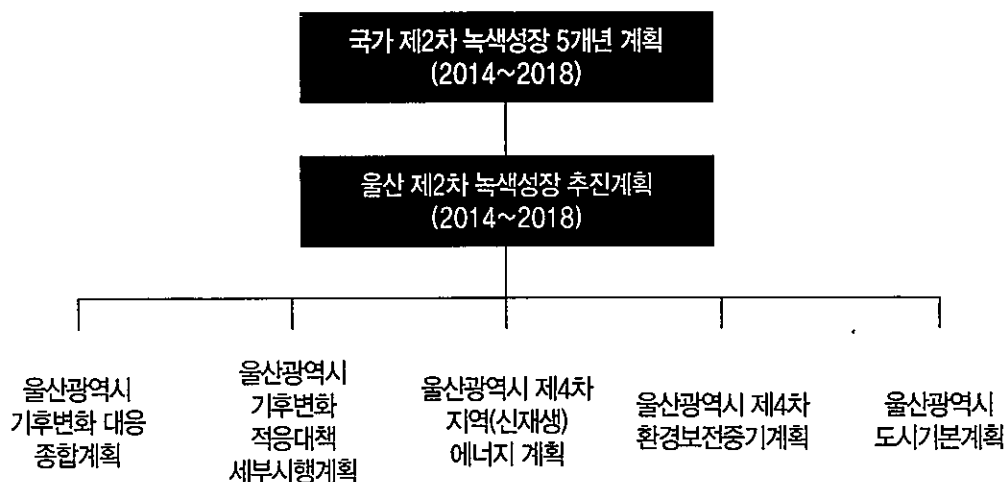 국가 제2차 녹색성장 5개년 계획
(2014~2018)
울산 제2차 녹색성장 추진계획
(2014~2018)
울산광역시
기후변화 대응
종합계획
울산광역시
기후변화
적응대책
세부시행계획
울산광역시 제4차
지역(신재생)
에너지 계획
울산광역시 제4차
환경보전중기계획
울산광역시
도시기본계획